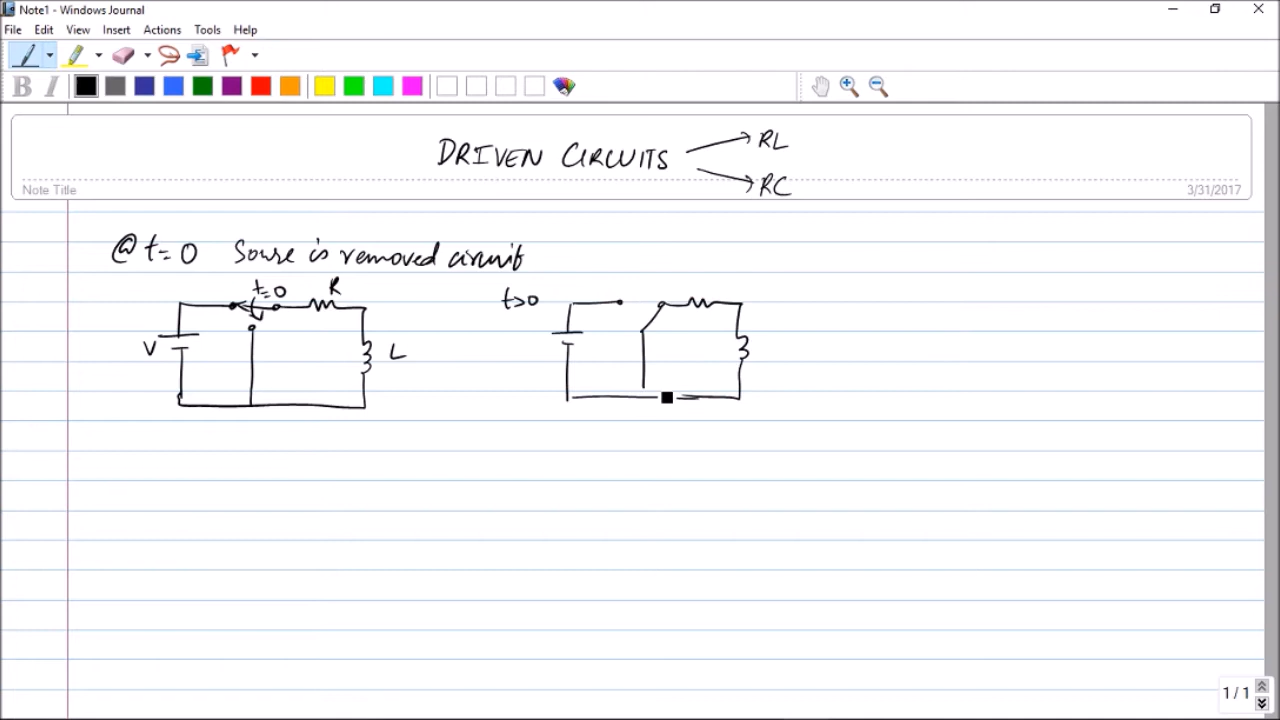 Note1 - Windows Journal
File Edit View Insert Actions Tools Help
B I
DRIVEN CIRCUITS
RL
RC
Note Title
3/31/2017
@ t=0 Sourse is removed circuit
t=0
R
V
L
t>0
1 / 1